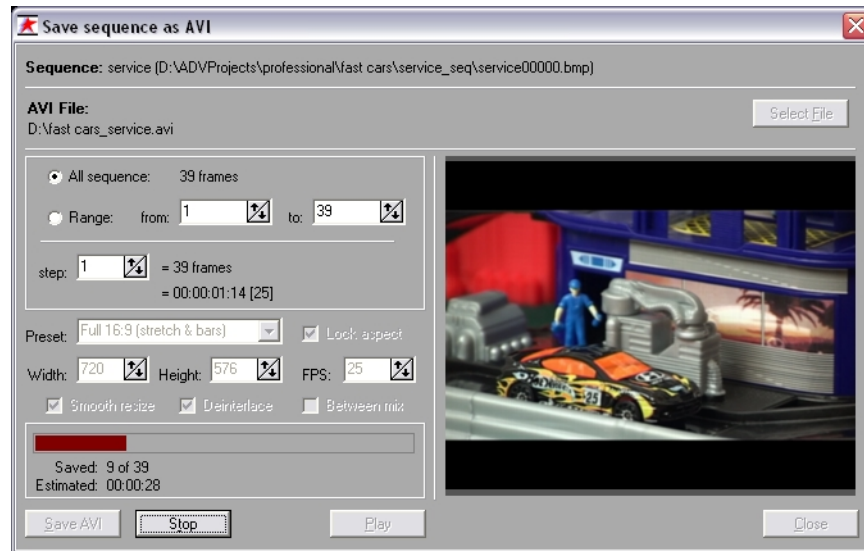 Save sequence as AVI
Sequence: service (D:\ADVProjects\professional\fast cars\service_seq\service00000.bmp)
AVI File:
D:\fast cars_service.avi
Select File
All sequence: 39 frames
Range: from: 1 to: 39
step: 1 = 39 frames
= 00:00:01:14 [25]
Preset: Full 16:9 (stretch & bars) Lock aspect
Width: 720 Height: 576 FPS: 25
Smooth resize Deinterlace Between mix
25
Saved: 9 of 39
Estimated: 00:00:28
Save AVI Stop Play Close